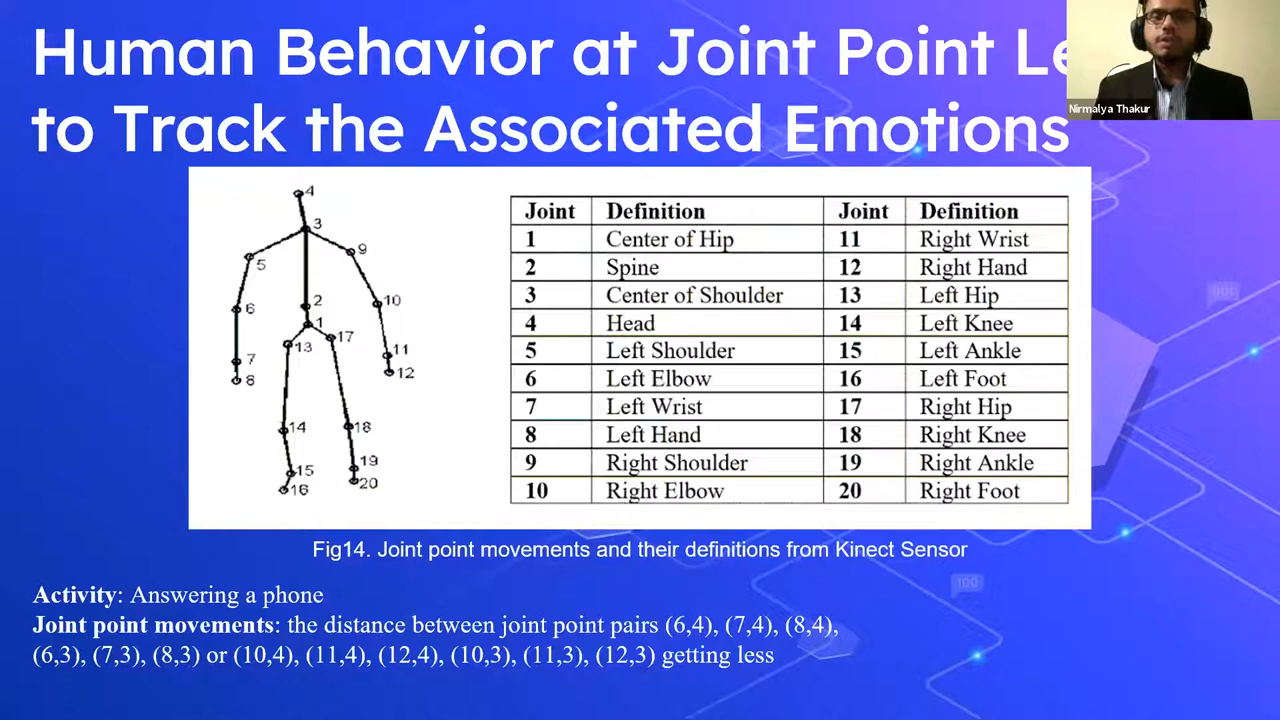 Human Behavior at Joint Point Le
to Track the Associated Emotions
Nirmalya Thakur
4
3
9
5
2
10
6
1
17
13
7
11
8
12
14
18
15
19
16
20
Joint Definition Joint Definition
1 Center of Hip 11 Right Wrist
2 Spine 12 Right Hand
3 Center of Shoulder 13 Left Hip
4 Head 14 Left Knee
5 Left Shoulder 15 Left Ankle
6 Left Elbow 16 Left Foot
7 Left Wrist 17 Right Hip
8 Left Hand 18 Right Knee
9 Right Shoulder 19 Right Ankle
10 Right Elbow 20 Right Foot
Fig14. Joint point movements and their definitions from Kinect Sensor
100
Activity: Answering a phone
Joint point movements: the distance between joint point pairs (6,4), (7,4), (8,4),
(6,3), (7,3), (8,3) or (10,4), (11,4), (12,4), (10,3), (11,3), (12,3) getting less